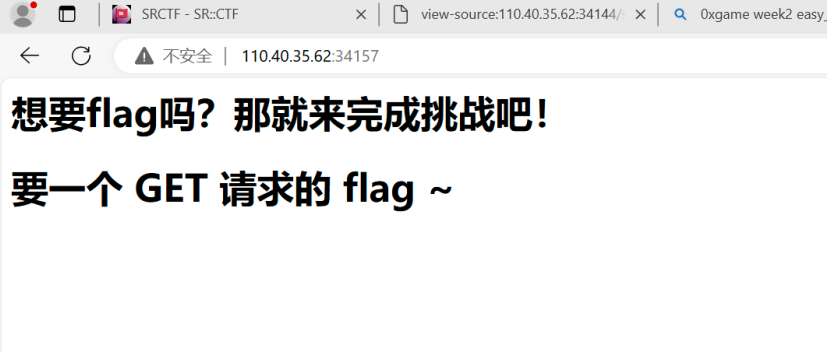 SRCTF - SR::CTF
view-source:110.40.35.62:34144/
0xgame week2 easy_
不安全 | 110.40.35.62:34157
想要flag吗？那就来完成挑战吧！
要一个 GET 请求的 flag ~